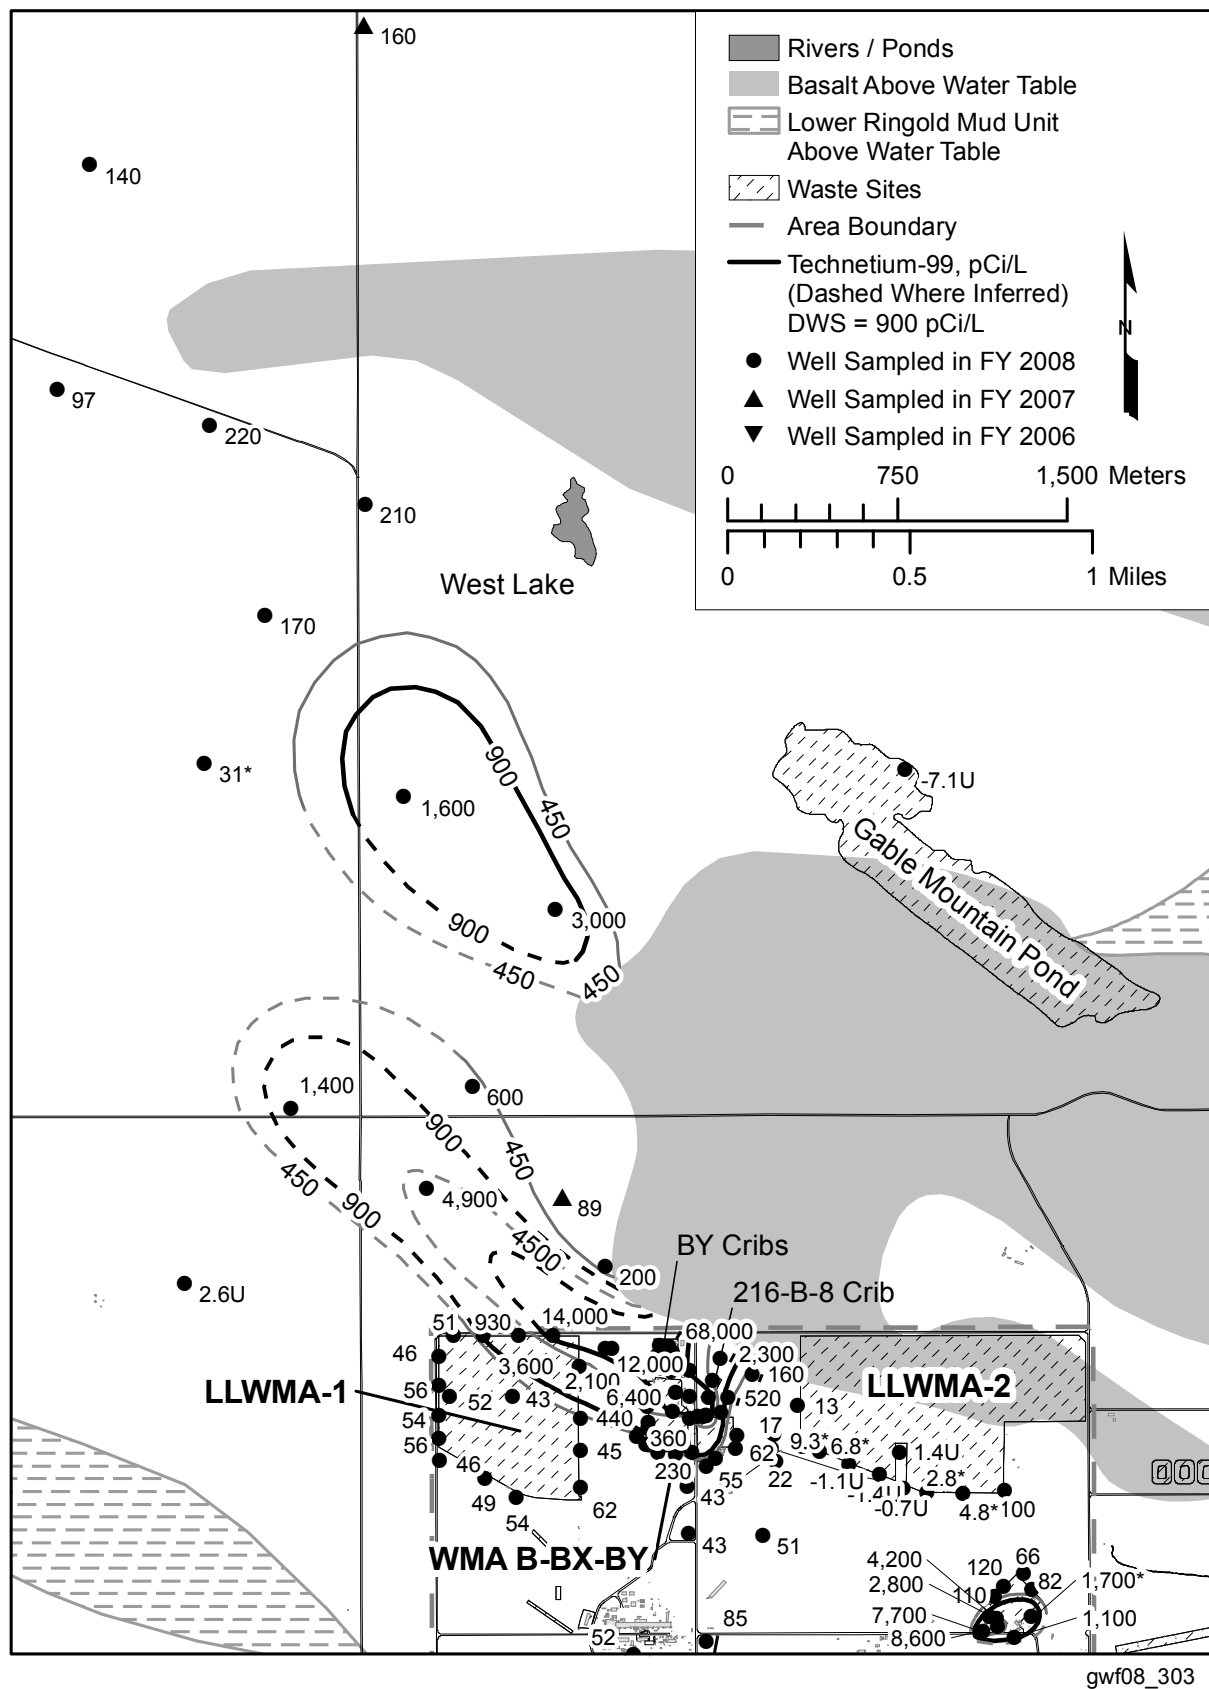 160
Rivers / Ponds
Basalt Above Water Table
Lower Ringold Mud Unit
Above Water Table
Waste Sites
Area Boundary
Technetium-99, pCi/L
(Dashed Where Inferred)
DWS = 900 pCi/L
Well Sampled in FY 2008
Well Sampled in FY 2007
Well Sampled in FY 2006
N
0 750 1,500 Meters
0 0.5 1 Miles
140
97
220
210
West Lake
170
31*
900
450
1,600
-7.1U
Gable Mountain Pond
3,000
900
450
450
1,400
600
900
450
450
900
4,900
89
4500
BY Cribs
200
216-B-8 Crib
2.6U
51
930
14,000
68,000
46
3,600
12,000
2,300
2,100
160
LLWMA-1
56
52
43
6,400
520
LLWMA-2
54
440
13
56
45
360
17
9.3*
6.8*
1.4U
46
230
62
22
-1.1U
2.8*
49
62
43
55
-1.4U
-0.7U
4.8*
100
54
43
51
WMA B-BX-BY
4,200
120
66
2,800
110
82
1,700*
7,700
1,100
85
8,600
52
gwf08_303